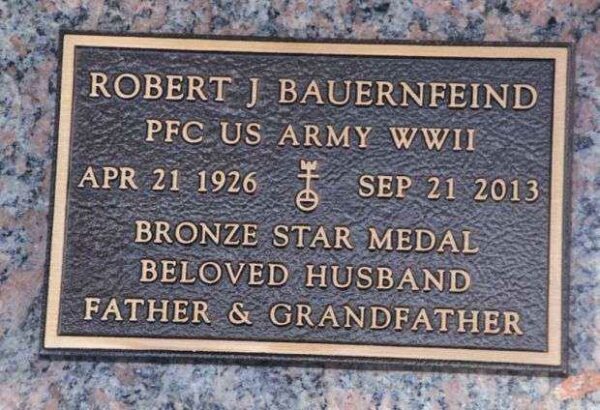 ROBERT J BAUERNFEIND
PFC US ARMY WWII
APR 21 1926 SEP 21 2013
BRONZE STAR MEDAL
BELOVED HUSBAND
FATHER & GRANDFATHER